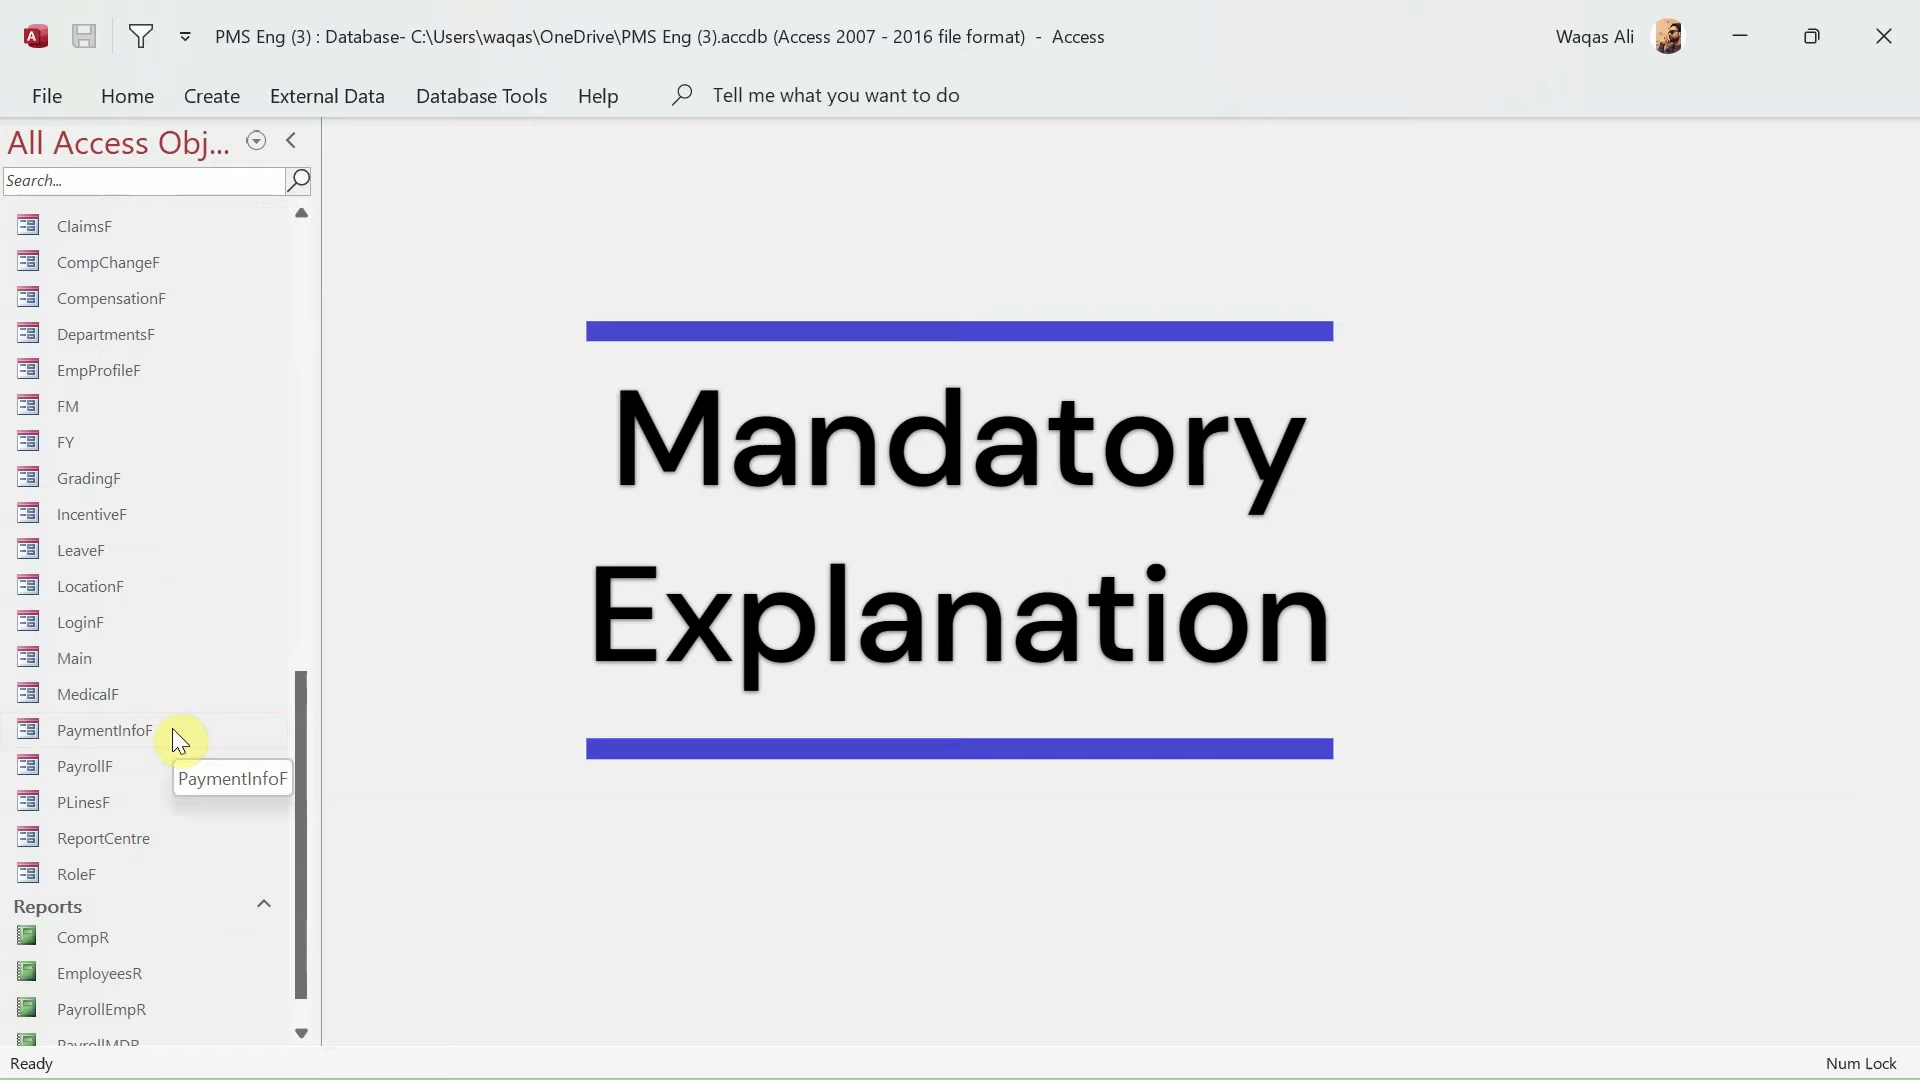 PMS Eng (3) : Database- C:\Users\waqas\OneDrive\PMS Eng (3).accdb (Access 2007 - 2016 file format) - Access
Waqas Ali
File Home Create External Data Database Tools Help Tell me what you want to do
All Access Obj...
Search...
ClaimsF
CompChangeF
CompensationF
DepartmentsF
EmpProfileF
FM
FY
GradingF
IncentiveF
LeaveF
LocationF
LoginF
Main
MedicalF
PaymentInfoF
PayrollF
PaymentInfoF
PLinesF
ReportCentre
RoleF
Reports
CompR
EmployeesR
PayrollEmpR
Mandatory
Explanation
Ready
Num Lock